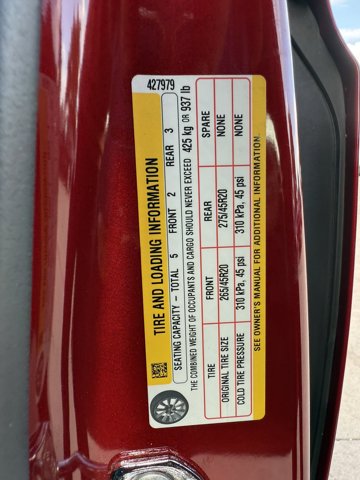 427979
TIRE AND LOADING INFORMATION
SEATING CAPACITY – TOTAL 5 FRONT 2 REAR 3
THE COMBINED WEIGHT OF OCCUPANTS AND CARGO SHOULD NEVER EXCEED 425 kg OR 937 lb
TIRE FRONT REAR SPARE
ORIGINAL TIRE SIZE 265/45R20 275/45R20 NONE
COLD TIRE PRESSURE 310 kPa, 45 psi 310 kPa, 45 psi NONE
SEE OWNER'S MANUAL FOR ADDITIONAL INFORMATION.